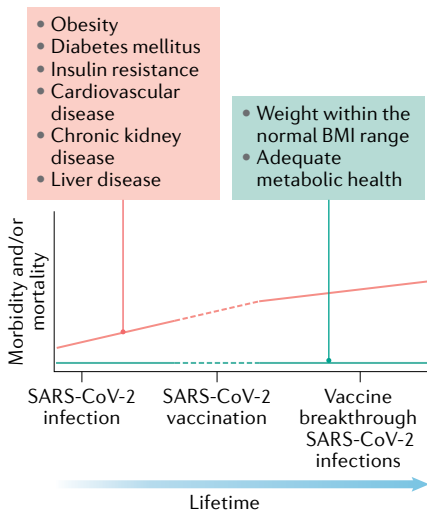 • Obesity
• Diabetes mellitus
• Insulin resistance
• Cardiovascular
disease
• Chronic kidney
disease
• Liver disease
• Weight within the
normal BMI range
• Adequate
metabolic health
Morbidity and/or
mortality
SARS-CoV-2
infection
SARS-CoV-2
vaccination
Vaccine
breakthrough
SARS-CoV-2
infections
Lifetime